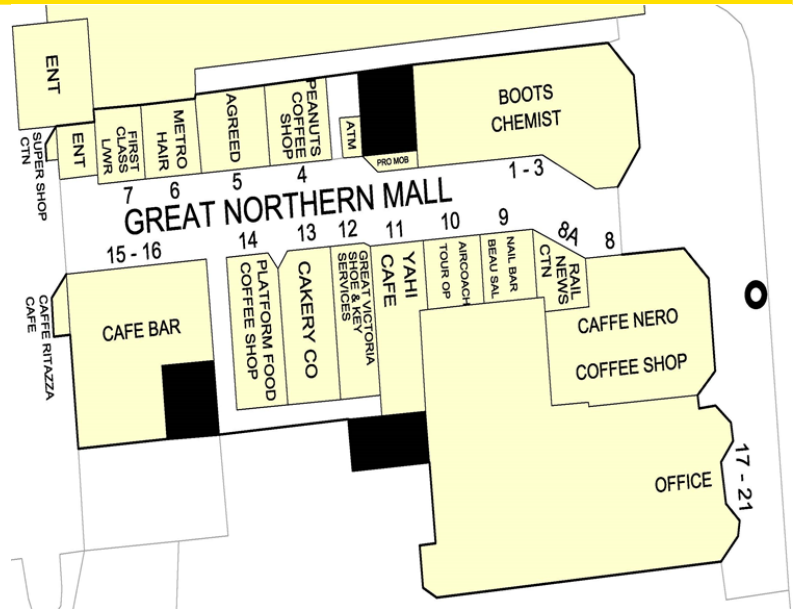 ENT
SUPER SHOP
CTN
ENT
FIRST
CLASS
L/WR
METRO
HAIR
AGREED
PEANUTS
COFFEE
SHOP
ATM
PRO MOB
BOOTS
CHEMIST
7
6
5
4
1 - 3
GREAT NORTHERN MALL
15 - 16
14
13
12
11
10
9
8A
8
CAFFE RITAZZA
CAFE
CAFE BAR
PLATFORM FOOD
COFFEE SHOP
CAKERY CO
GREAT VICTORIA
SHOE & KEY
SERVICES
YAHI
CAFE
AIRCOACH
TOUR OP
NAIL BAR
BEAU SAL
RAIL
NEWS
CTN
CAFFE NERO
COFFEE SHOP
OFFICE
17 - 21